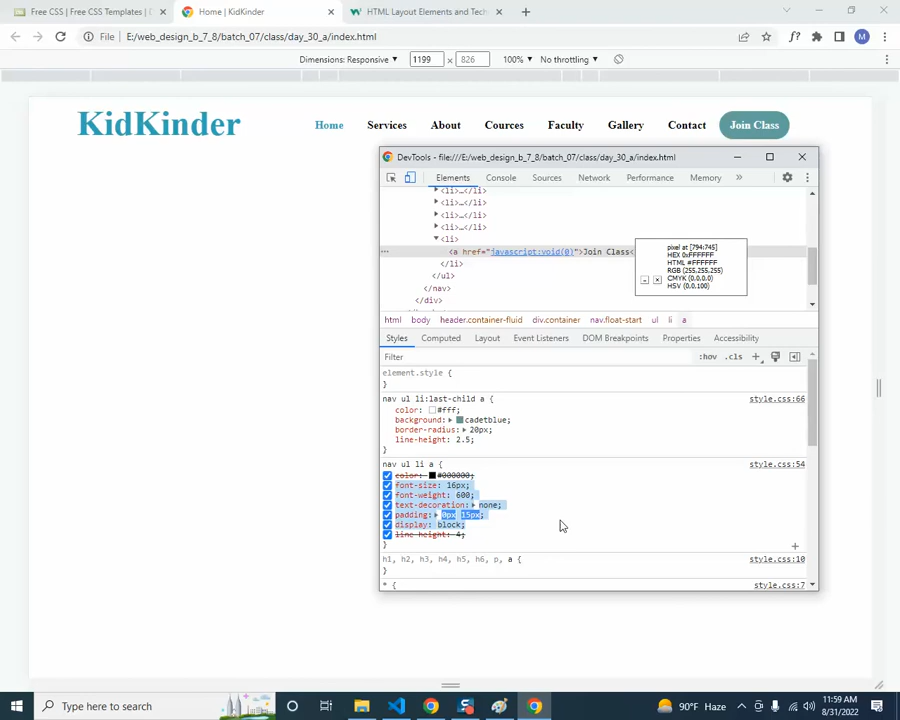 Free CSS | Free CSS Templates |
Home | KidKinder
HTML Layout Elements and Tech
File
E:/web_design_b_7_8/batch_07/class/day_30_a/index.html
M
Dimensions: Responsive
1199
x
826
100%
No throttling
KidKinder
Home
Services
About
Cources
Faculty
Gallery
Contact
Join Class
DevTools - file:///E:/web_design_b_7_8/batch_07/class/day_30_a/index.html
Elements
Console
Sources
Network
Performance
Memory
<li>…</li>
<li>…</li>
<li>…</li>
<li>…</li>
<li>
<a href="javascript:void(0)">Join Class<
</li>
</ul>
</nav>
</div>
pixel at [794:745]
HEX 0xFFFFFF
HTML #FFFFFF
RGB (255.255.255)
CMYK (0.0.0.0)
HSV (0.0.100)
html
body
header.container-fluid
div.container
nav.float-start
ul
li
a
Styles
Computed
Layout
Event Listeners
DOM Breakpoints
Properties
Accessibility
Filter
:hov
.cls
element.style {
}
nav ul li:last-child a {
style.css:66
color: #fff;
background: cadetblue;
border-radius: 20px;
line-height: 2.5;
}
nav ul li a {
style.css:54
color: #000000;
font-size: 16px;
font-weight: 600;
text-decoration: none;
padding: 0px 15px;
display: block;
line-height: 4;
}
h1, h2, h3, h4, h5, h6, p, a {
style.css:10
}
* {
style.css:7
Type here to search
90°F Haze
11:59 AM
8/31/2022